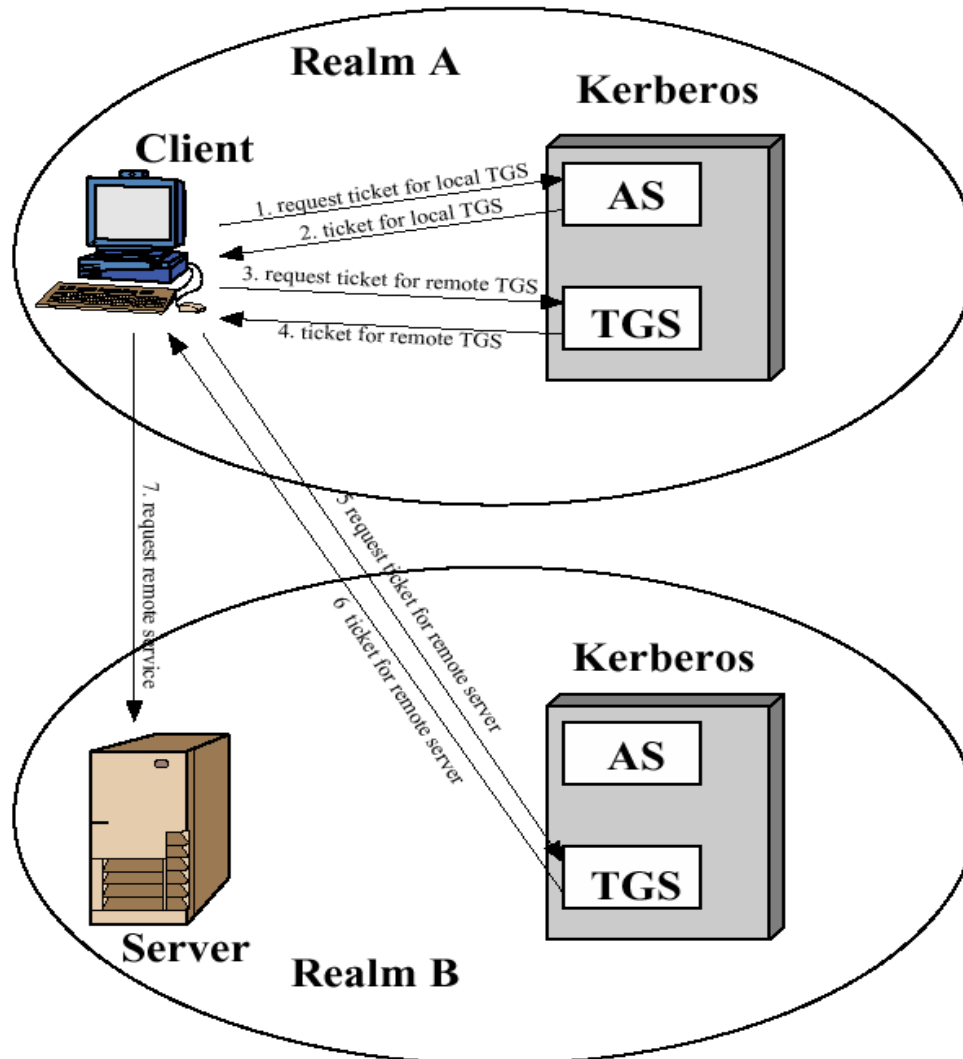 Realm A
Kerberos
Client
1. request ticket for local TGS
AS
2. ticket for local TGS
3. request ticket for remote TGS
TGS
4. ticket for remote TGS
7. request remote service
5 request ticket for remote server
6 ticket for remote server
Kerberos
AS
TGS
Server
Realm B